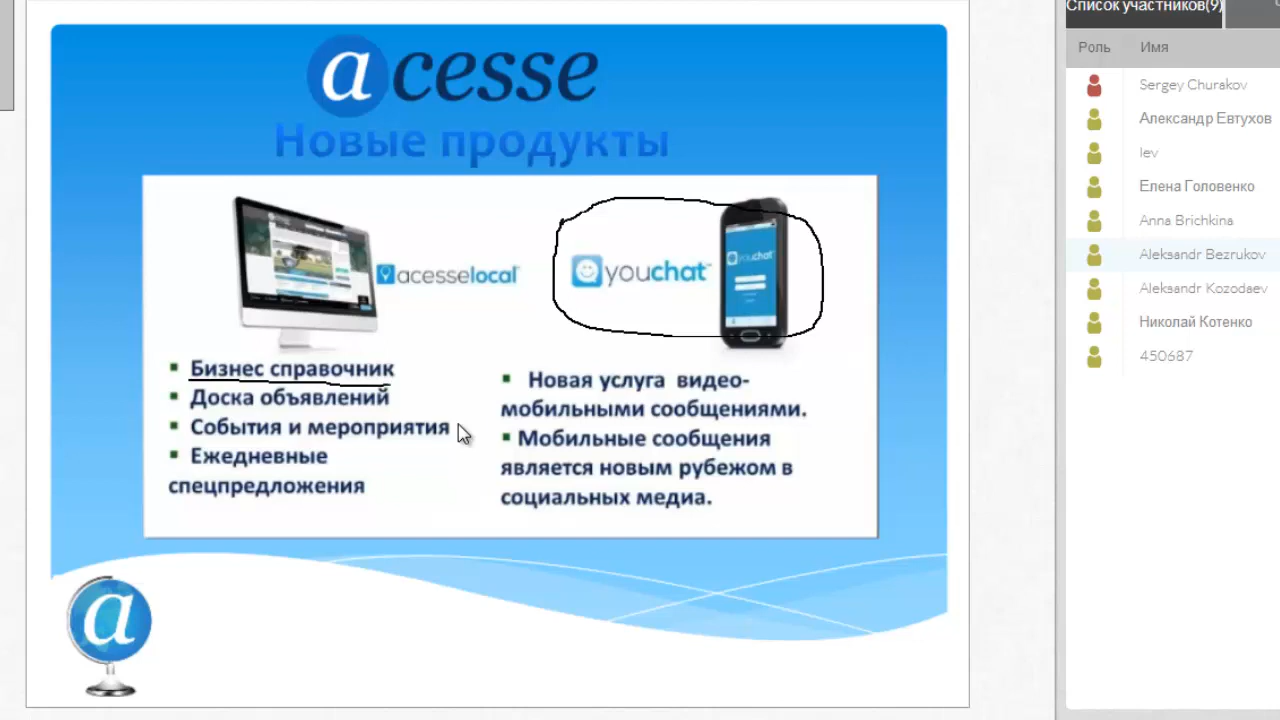 acesse
Новые продукты
acesselocal
youchat™
youchat
Бизнес справочник
Доска объявлений
События и мероприятия
Ежедневные
спецпредложения
Новая услуга видео-
мобильными сообщениями.
Мобильные сообщения
является новым рубежом в
социальных медиа.
a
Список участников(9)
Роль Имя
Sergey Churakov
Александр Евтухов
lev
Елена Головенко
Anna Brichkina
Aleksandr Bezrukov
Aleksandr Kozodaev
Николай Котенко
450687